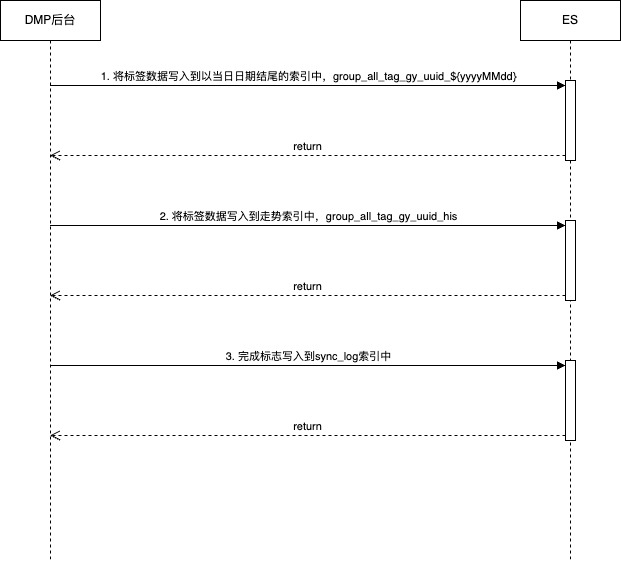 DMP后台
ES
1. 将标签数据写入到以当日日期结尾的索引中，group_all_tag_gy_uuid_${yyyyMMdd}
return
2. 将标签数据写入到走势索引中，group_all_tag_gy_uuid_his
return
3. 完成标志写入到sync_log索引中
return